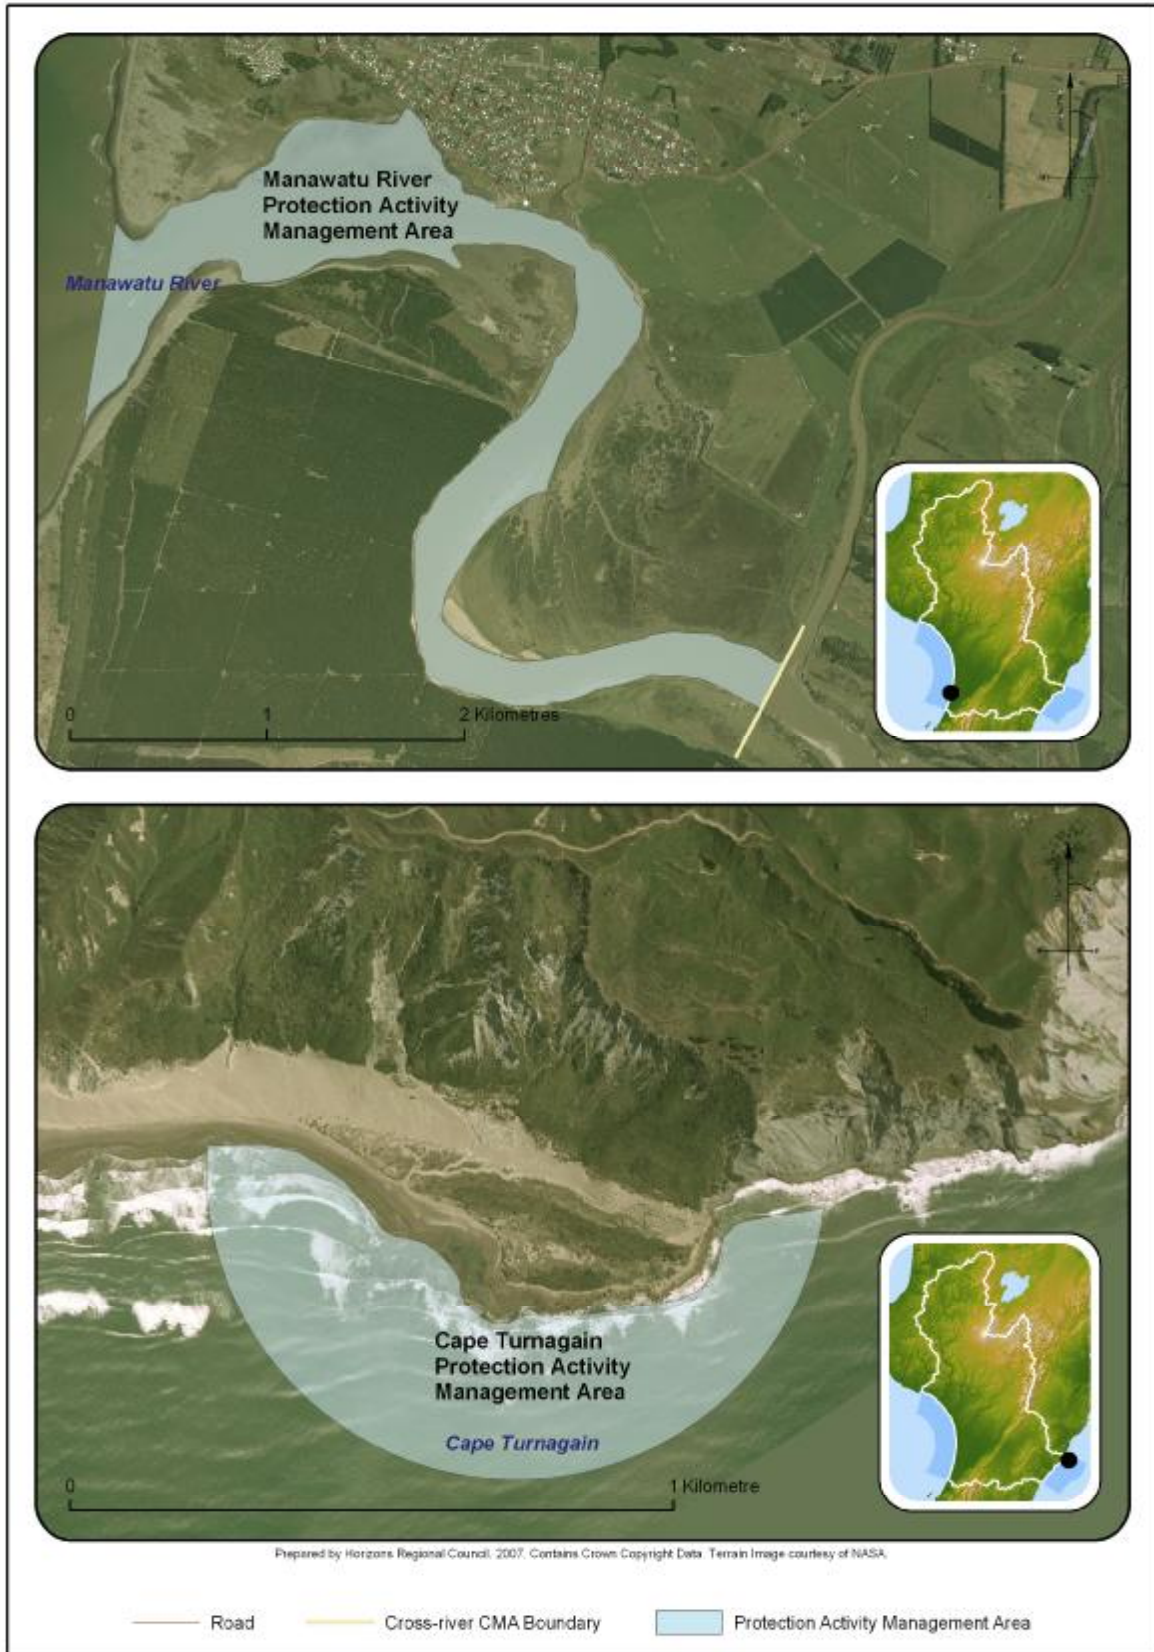 Manawatu River
Protection Activity
Management Area
Manawatu River
0 1 2 Kilometres
Cape Turnagain
Protection Activity
Management Area
Cape Turnagain
0 1 Kilometre
Prepared by Horizons Regional Council, 2007. Contains Crown Copyright Data. Terrain Image courtesy of NASA.
Road Cross-river CMA Boundary Protection Activity Management Area